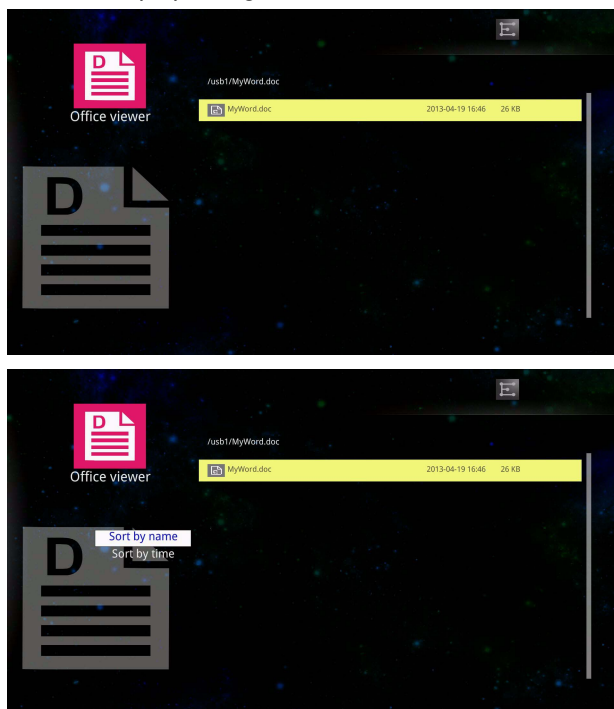 D
/usb1/MyWord.doc
Office viewer
MyWord.doc 2013-04-19 16:46 26 KB
D
D
/usb1/MyWord.doc
Office viewer
MyWord.doc 2013-04-19 16:46 26 KB
Sort by name
Sort by time
D